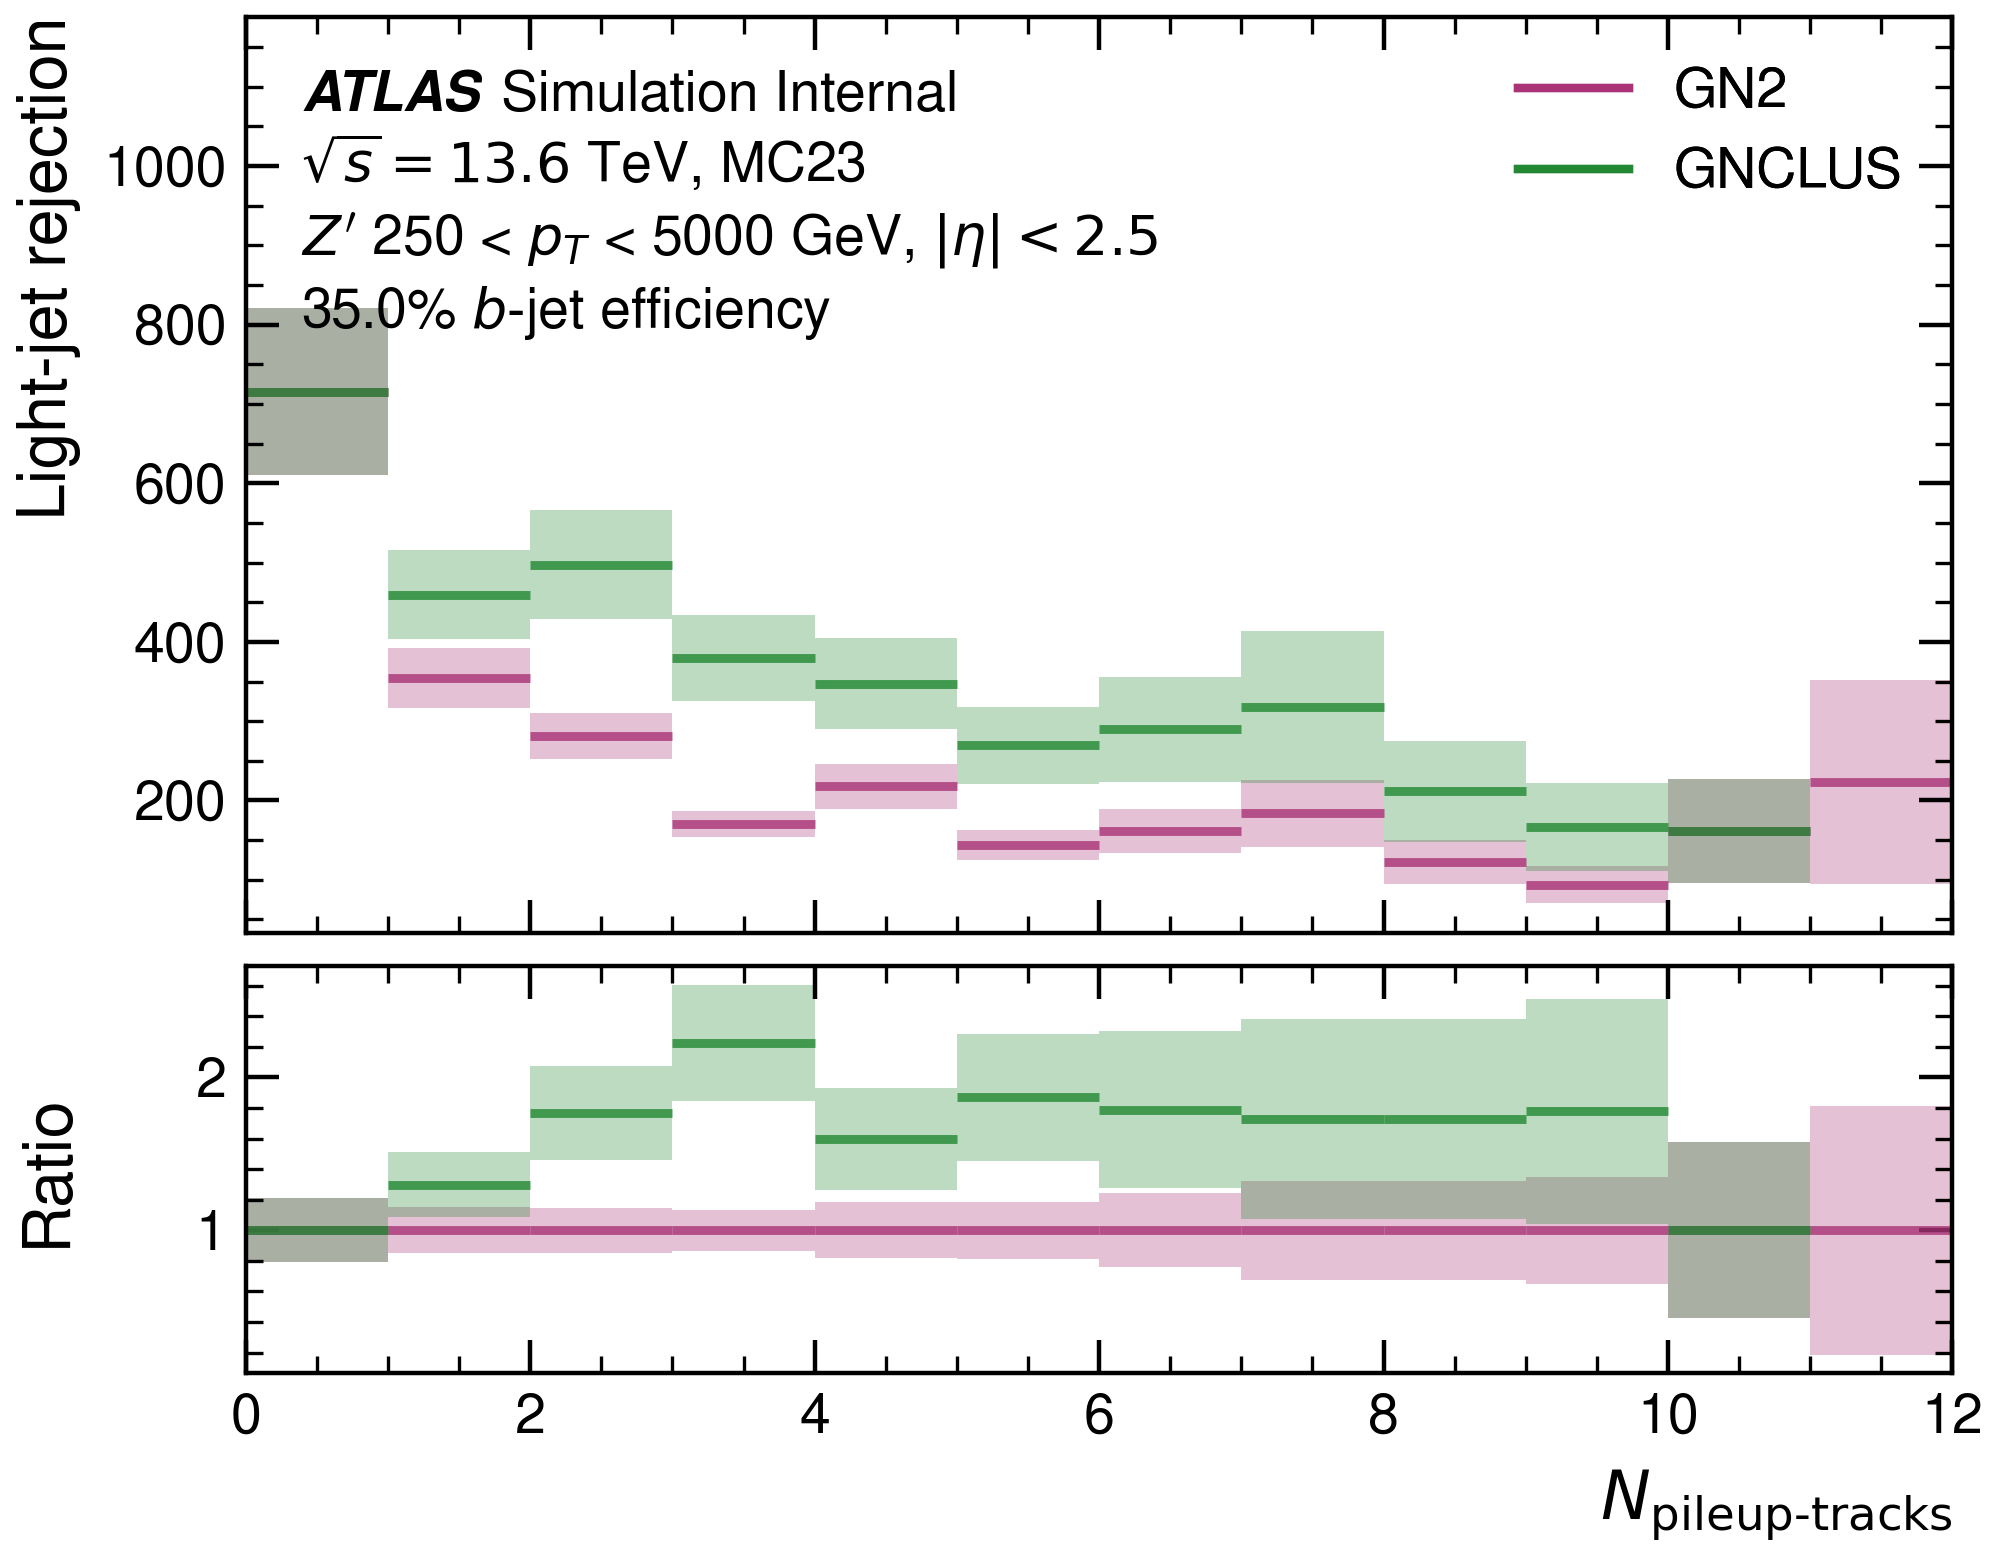 ATLAS Simulation Internal
√s = 13.6 TeV, MC23
Z′ 250 < p_T < 5000 GeV, |η| < 2.5
35.0% b-jet efficiency
GN2
GNCLUS
Light-jet rejection
1000
800
600
400
200
Ratio
2
1
0 2 4 6 8 10 12
N_pileup-tracks